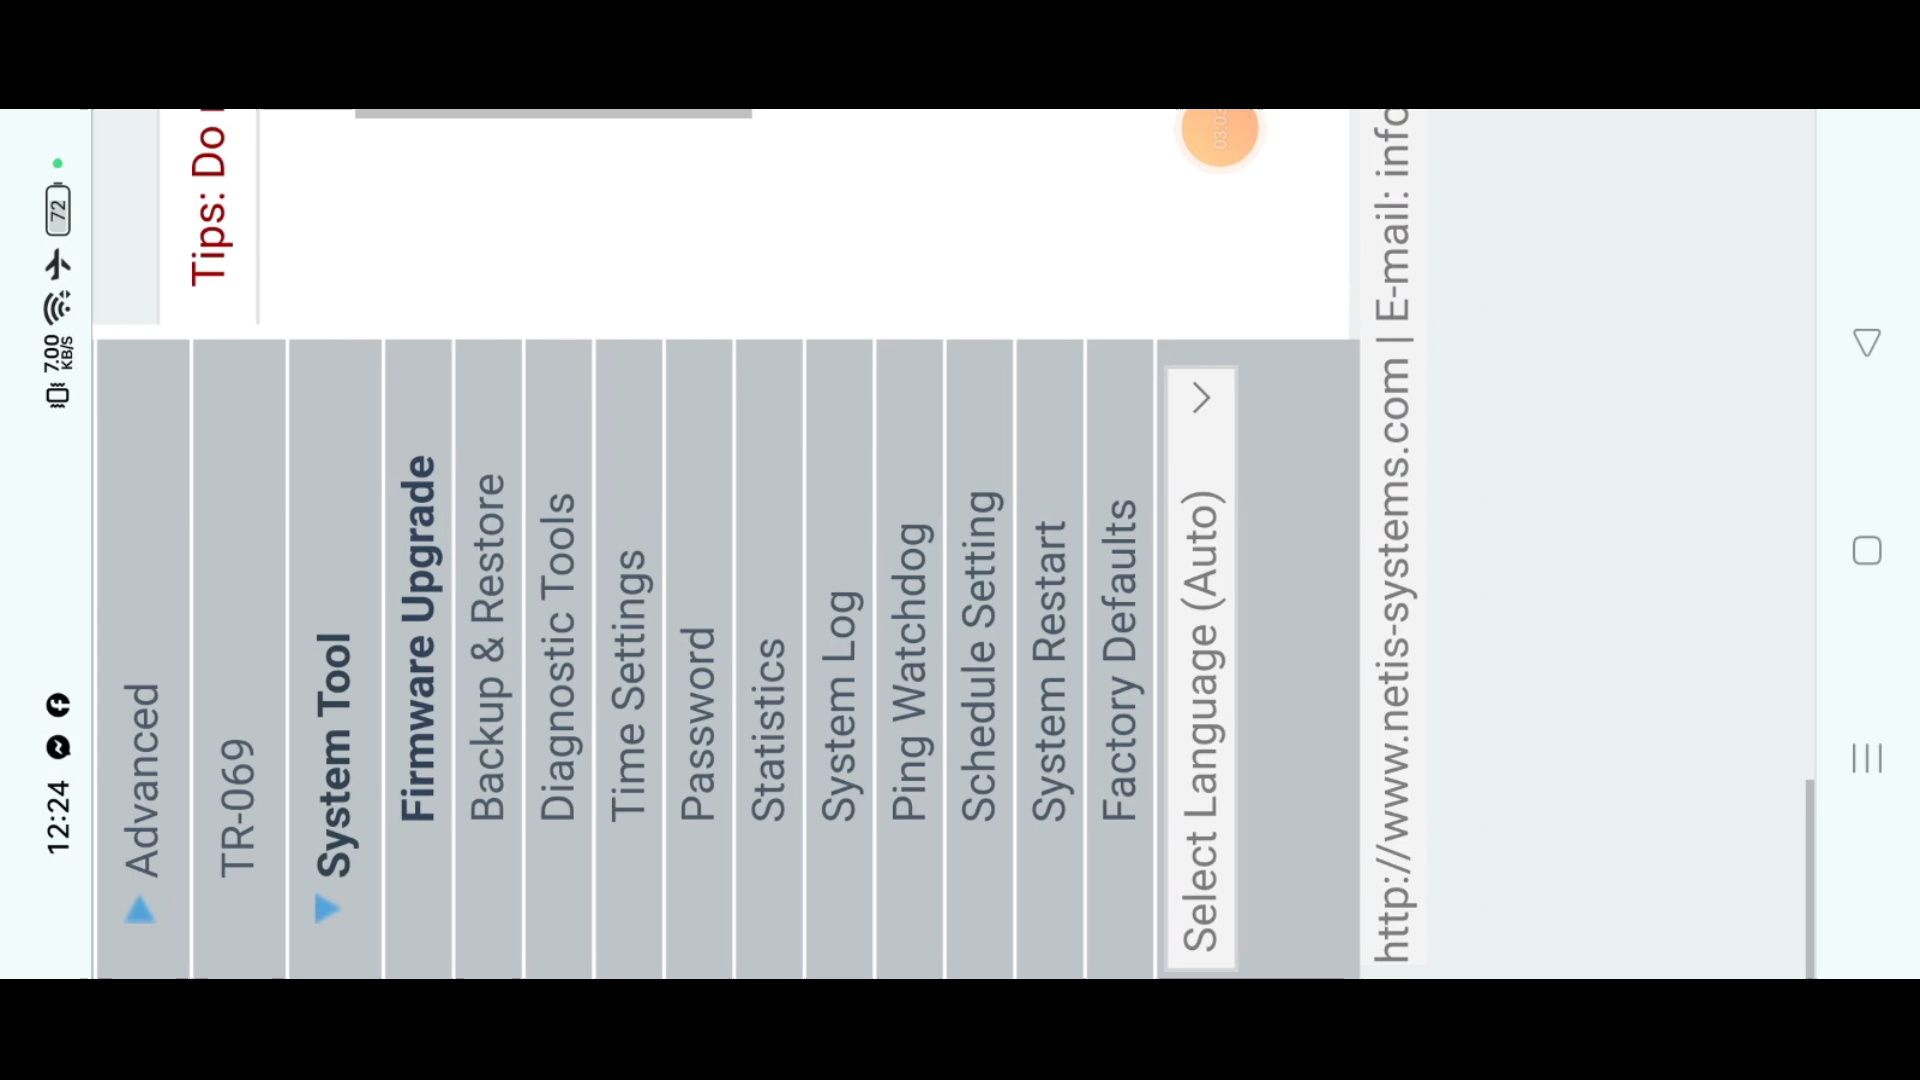 12:24
7.00
KB/S
72
Advanced
Tips: Do
TR-069
System Tool
Firmware Upgrade
Backup & Restore
Diagnostic Tools
Time Settings
Password
Statistics
System Log
Ping Watchdog
Schedule Setting
System Restart
Factory Defaults
Select Language (Auto)
http://www.netis-systems.com | E-mail: info